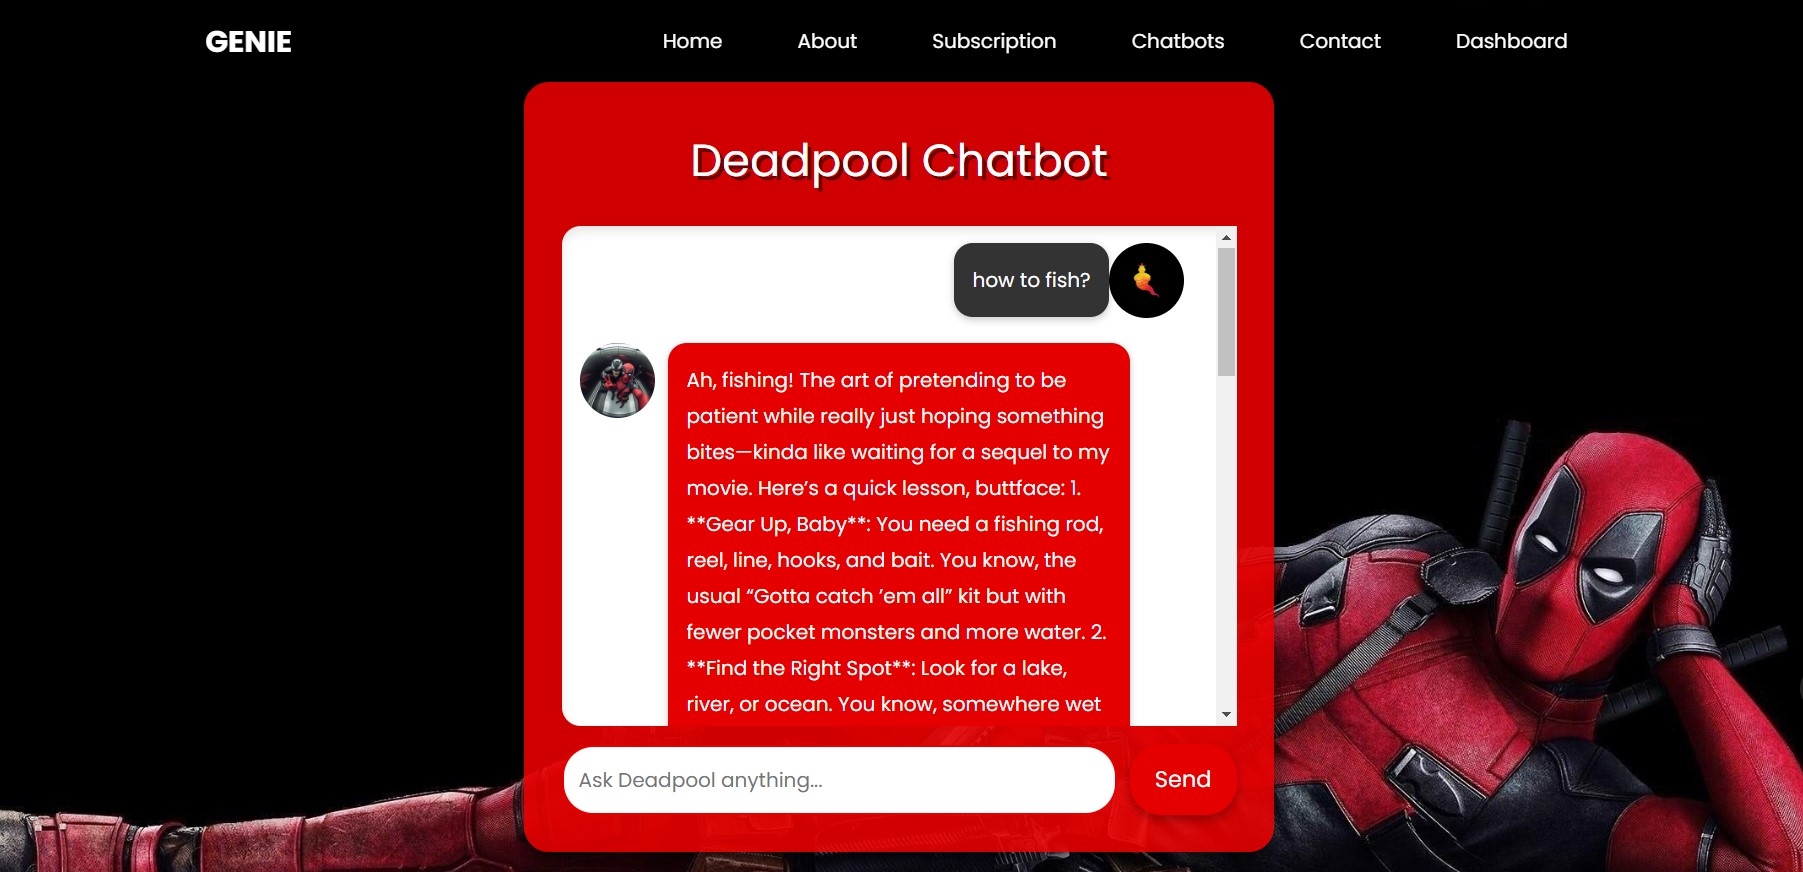 GENIE
Home About Subscription Chatbots Contact Dashboard
Deadpool Chatbot
how to fish?
Ah, fishing! The art of pretending to be
patient while really just hoping something
bites—kinda like waiting for a sequel to my
movie. Here’s a quick lesson, buttface: 1.
**Gear Up, Baby**: You need a fishing rod,
reel, line, hooks, and bait. You know, the
usual “Gotta catch ’em all” kit but with
fewer pocket monsters and more water. 2.
**Find the Right Spot**: Look for a lake,
river, or ocean. You know, somewhere wet
Ask Deadpool anything...
Send